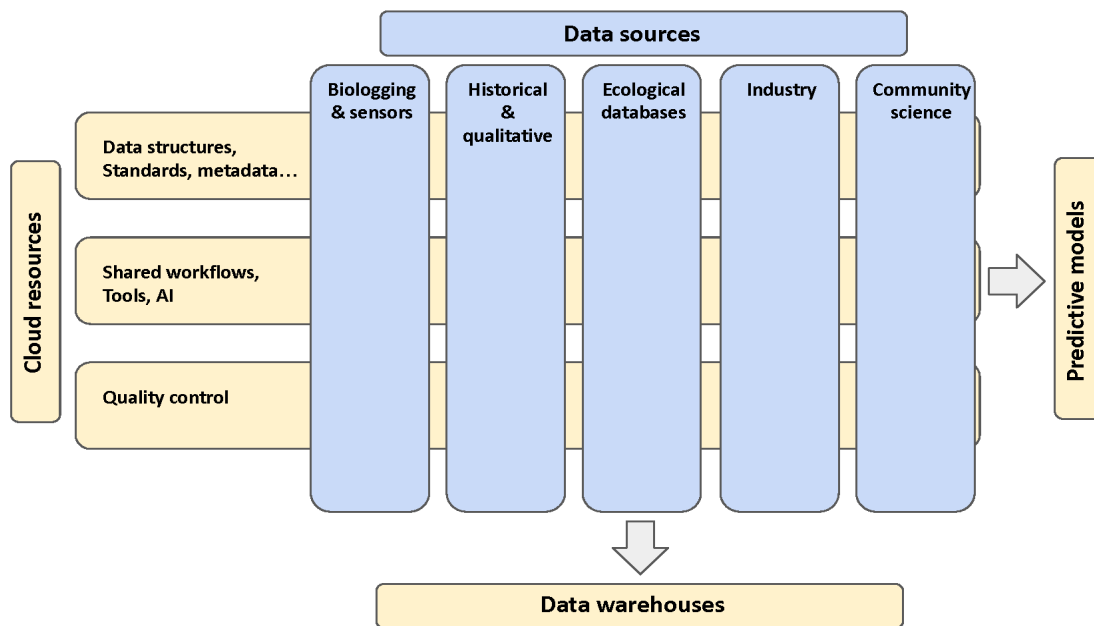 Data sources
Biologging
& sensors
Historical
&
qualitative
Ecological
databases
Industry
Community
science
Data structures,
Standards, metadata…
Shared workflows,
Tools, AI
Quality control
Cloud resources
Predictive models
Data warehouses